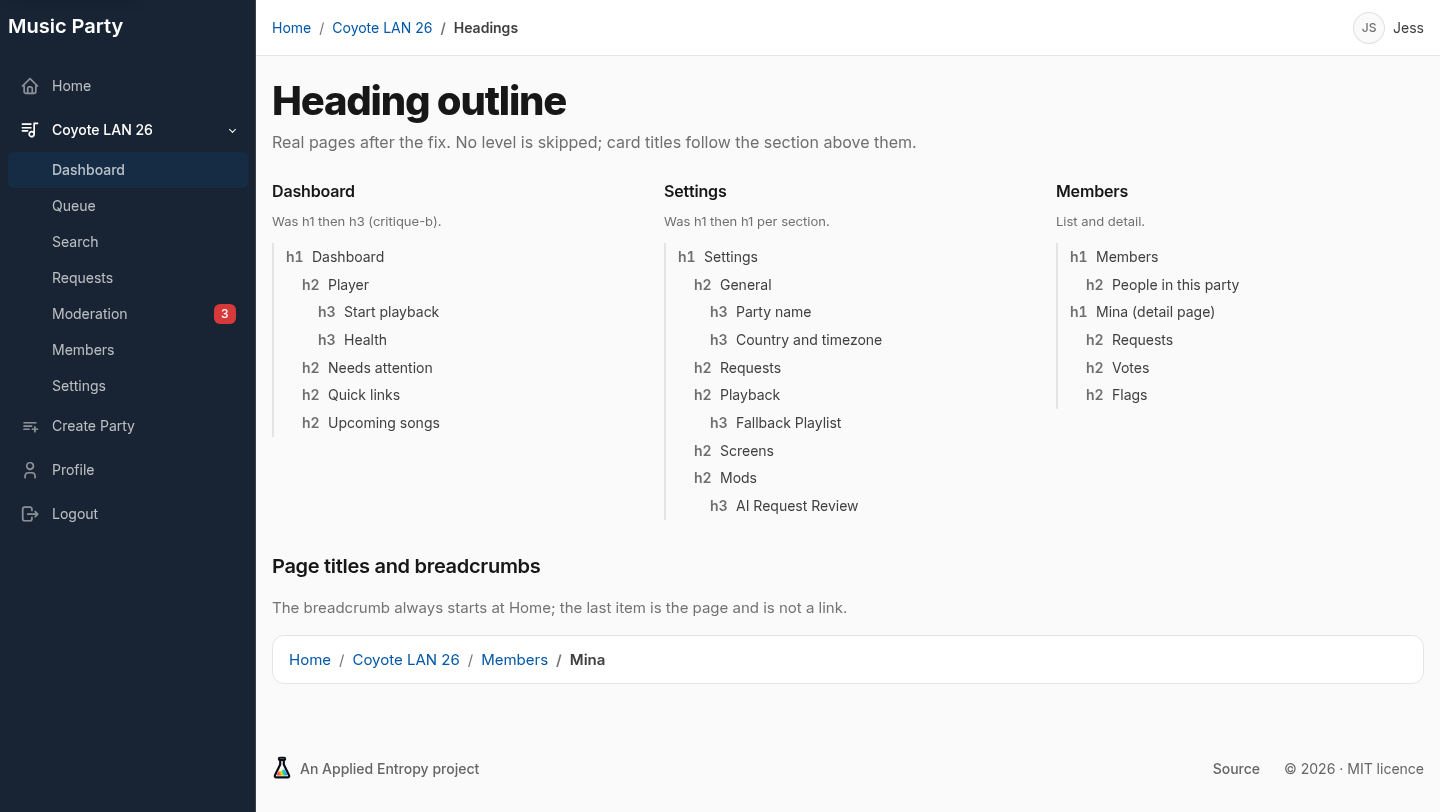 Music Party
Home
Coyote LAN 26
Dashboard
Queue
Search
Requests
Moderation 3
Members
Settings
Create Party
Profile
Logout
Home / Coyote LAN 26 / Headings
JS Jess
Heading outline
Real pages after the fix. No level is skipped; card titles follow the section above them.
Dashboard
Was h1 then h3 (critique-b).
h1 Dashboard
h2 Player
h3 Start playback
h3 Health
h2 Needs attention
h2 Quick links
h2 Upcoming songs
Settings
Was h1 then h1 per section.
h1 Settings
h2 General
h3 Party name
h3 Country and timezone
h2 Requests
h2 Playback
h3 Fallback Playlist
h2 Screens
h2 Mods
h3 AI Request Review
Members
List and detail.
h1 Members
h2 People in this party
h1 Mina (detail page)
h2 Requests
h2 Votes
h2 Flags
Page titles and breadcrumbs
The breadcrumb always starts at Home; the last item is the page and is not a link.
Home / Coyote LAN 26 / Members / Mina
An Applied Entropy project
Source © 2026 · MIT licence